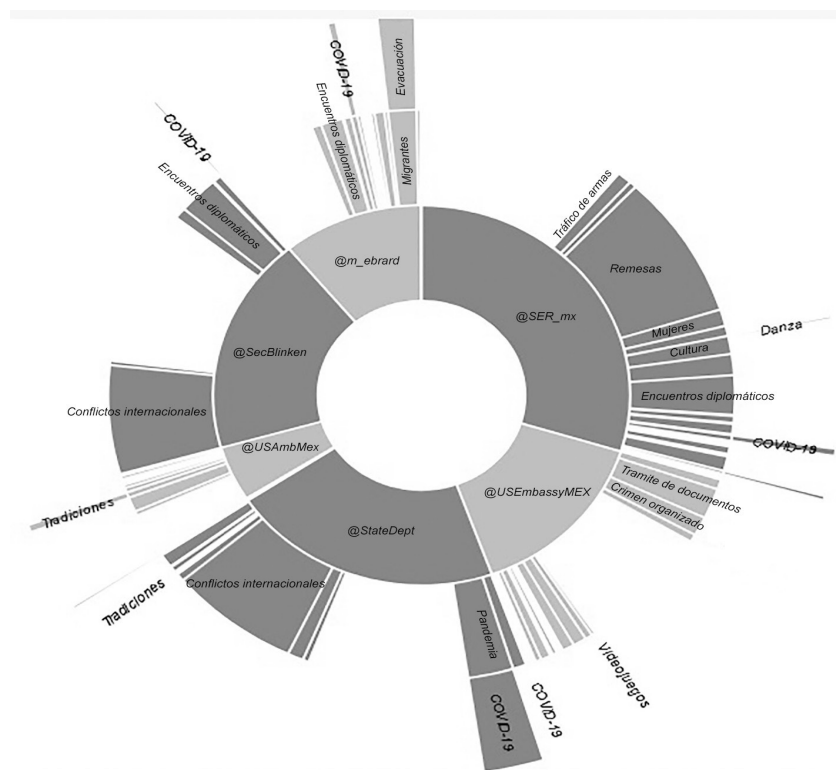 COVID-19
Evacuación
Encuentros diplomáticos
Migrantes
COVID-19
Encuentros diplomáticos
Tráfico de armas
@m_ebrard
Remesas
@SER_mx
Mujeres
Danza
@SecBlinken
Cultura
Encuentros diplomáticos
Conflictos internacionales
@USAmbMex
COVID-19
Tramite de documentos
@USEmbassyMEX
Crimen organizado
Tradiciones
@StateDept
Conflictos internacionales
Tradiciones
Pandemia
Videojuegos
COVID-19
COVID-19